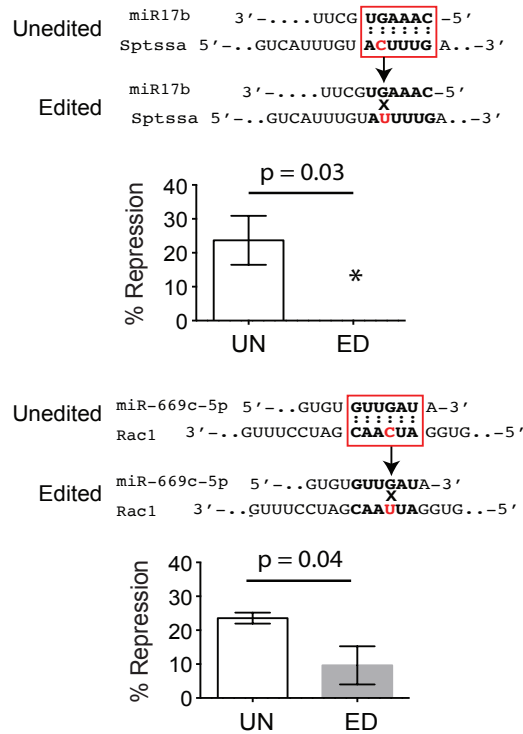 Unedited
miR17b 3'-....UUCG UGAAAC -5'
::::::
Sptssa 5'-..GUCAUUUGU ACUUUG A..-3'
Edited
miR17b 3'-....UUCGUGAAAC-5'
X
Sptssa 5'-..GUCAUUUGUAUUUUGA..-3'
p = 0.03
% Repression
40
30
20
10
0
*
UN ED
Unedited
miR-669c-5p 5'-..GUGU GUUGAU A-3'
::::::
Rac1 3'-..GUUUCCUAG CAACUA GGUG...-5'
Edited
miR-669c-5p 5'-..GUGUGUUGAUA-3'
X
Rac1 3'-..GUUUCCUAGCAAUUAGGUG..-5'
p = 0.04
% Repression
40
30
20
10
0
UN ED